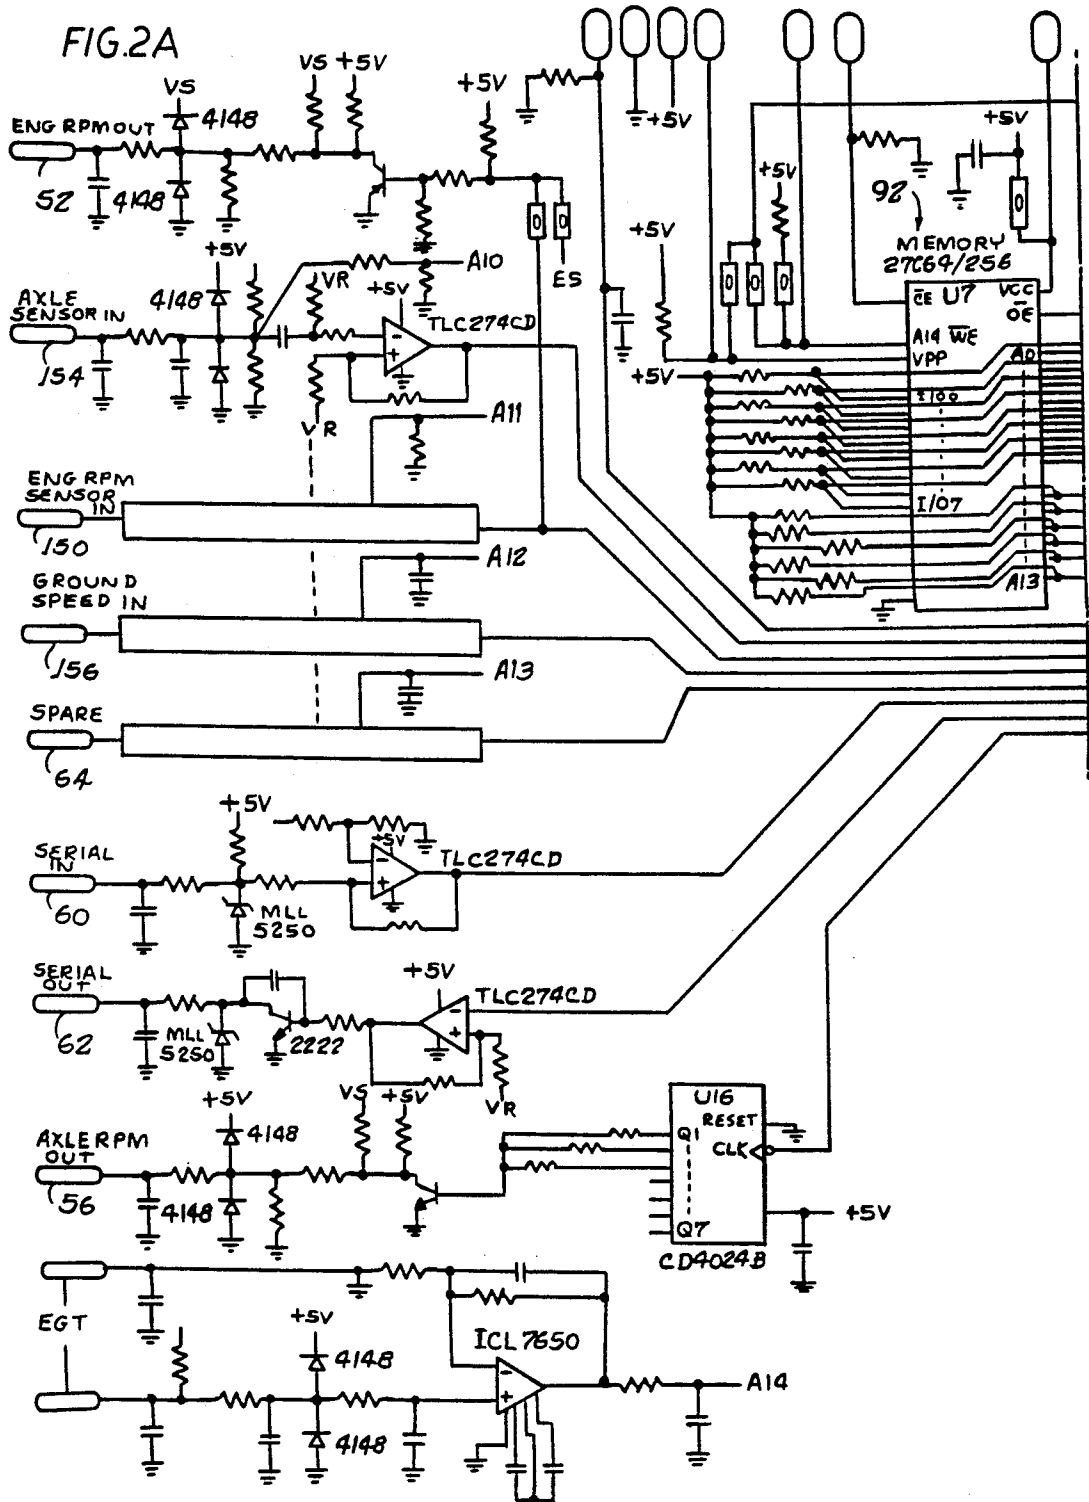 FIG.2A
VS
VS
+5V
+5V
+5V
+5V
4148
ENG RPM OUT
52
4148
+5V
92
MEMORY
27C64/256
+5V
A10
ES
+5V
VR
+5V
4148
AXLE
SENSOR IN
TLC274CD
154
CE U7
VCC
OE
A14 WE
VPP
A0
+5V
I/00
VR
A11
ENG RPM
SENSOR
IN
I/07
150
A12
GROUND
SPEED IN
A13
156
A13
SPARE
64
+5V
+5V
SERIAL
IN
TLC274CD
60
MLL
5250
+5V
SERIAL
OUT
TLC274CD
62
MLL
5250
2222
VR
VS
+5V
+5V
U16
RESET
4148
Q1
CLK
AXLE RPM
OUT
56
4148
+5V
Q7
CD4024B
EGT
+5V
ICL7650
4148
A14
4148